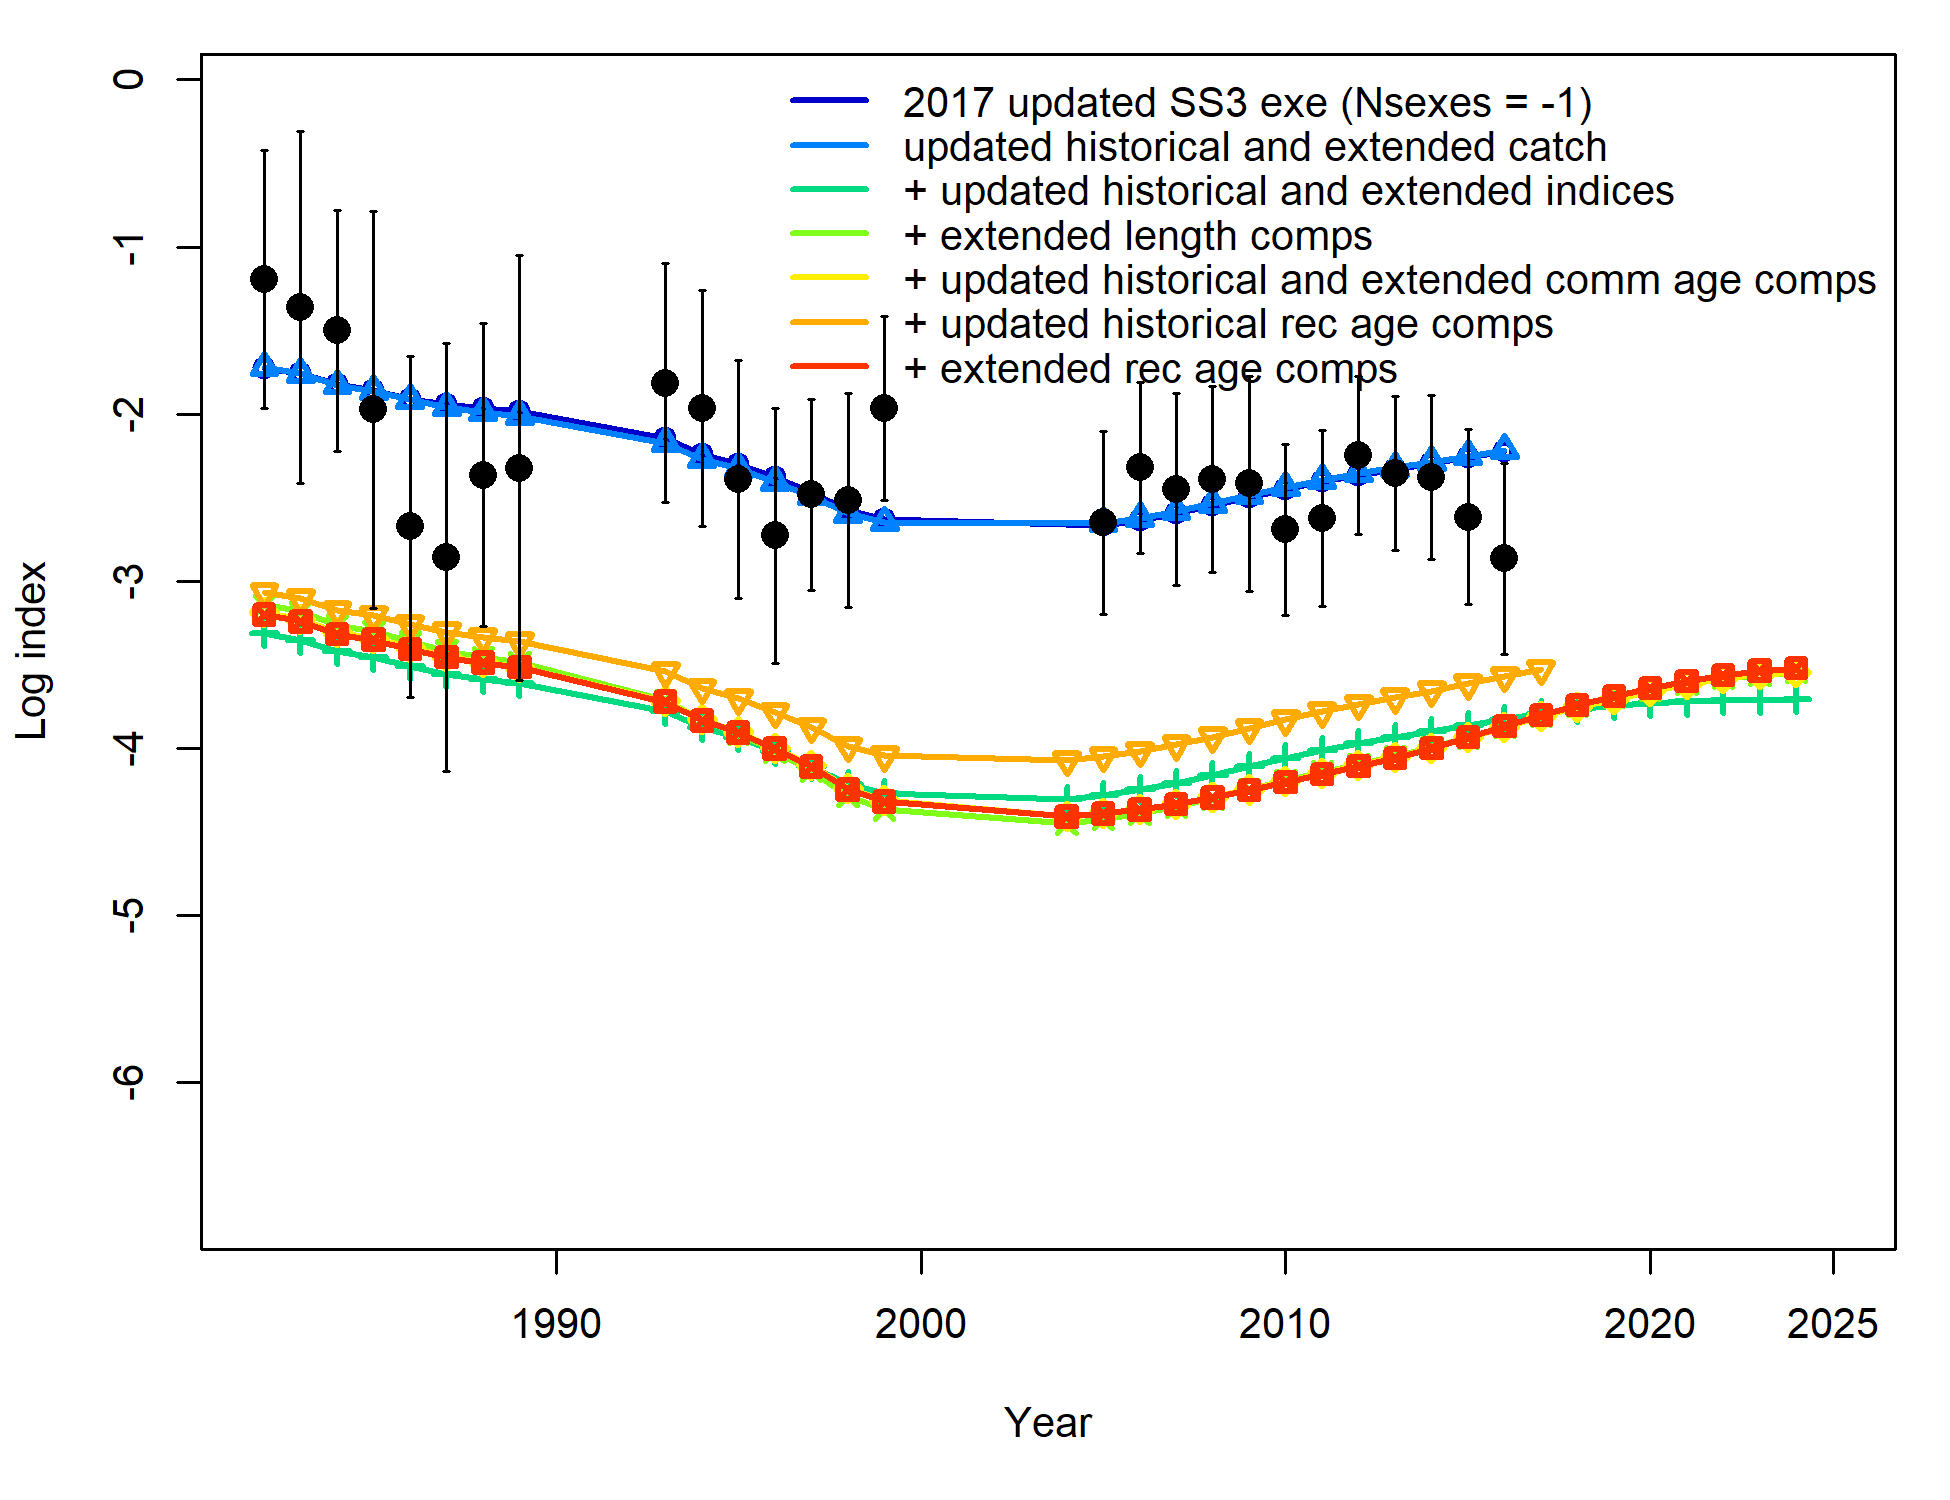 0
-1
-2
-3
-4
-5
-6
Log index
2017 updated SS3 exe (Nsexes = -1)
updated historical and extended catch
+ updated historical and extended indices
+ extended length comps
+ updated historical and extended comm age comps
+ updated historical rec age comps
+ extended rec age comps
1990 2000 2010 2020 2025
Year